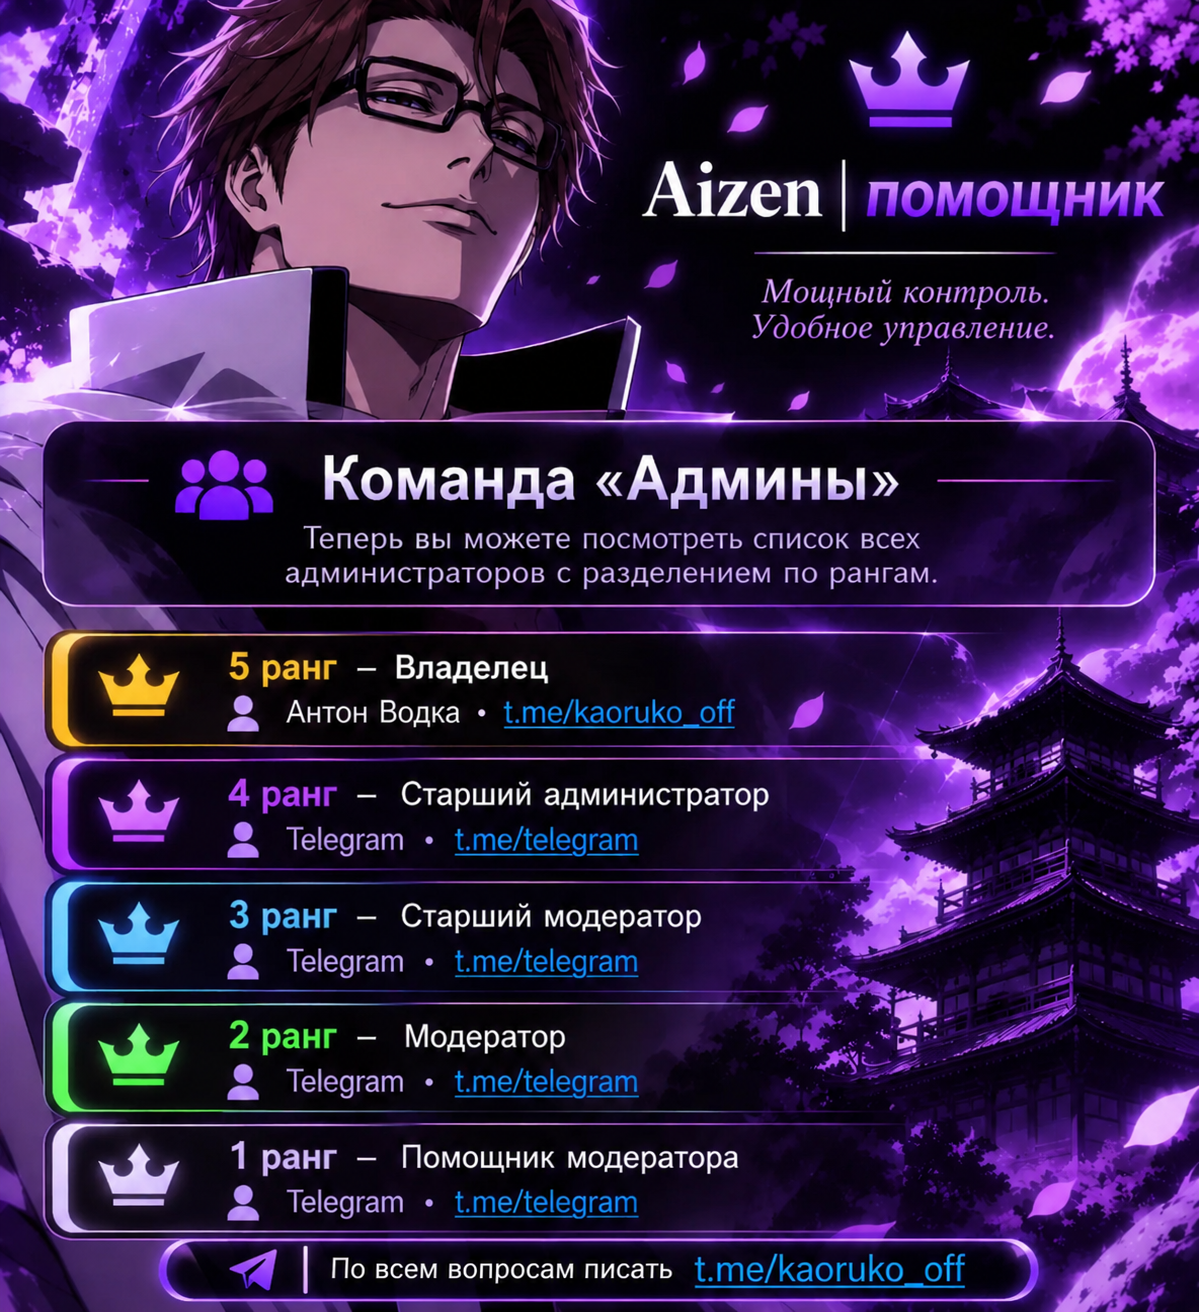 Aizen | помощник
Мощный контроль.
Удобное управление.
Команда «Админы»
Теперь вы можете посмотреть список всех
администраторов с разделением по рангам.
5 ранг – Владелец
Антон Водка • t.me/kaoruko_off
4 ранг – Старший администратор
Telegram • t.me/telegram
3 ранг – Старший модератор
Telegram • t.me/telegram
2 ранг – Модератор
Telegram • t.me/telegram
1 ранг – Помощник модератора
Telegram • t.me/telegram
По всем вопросам писать t.me/kaoruko_off